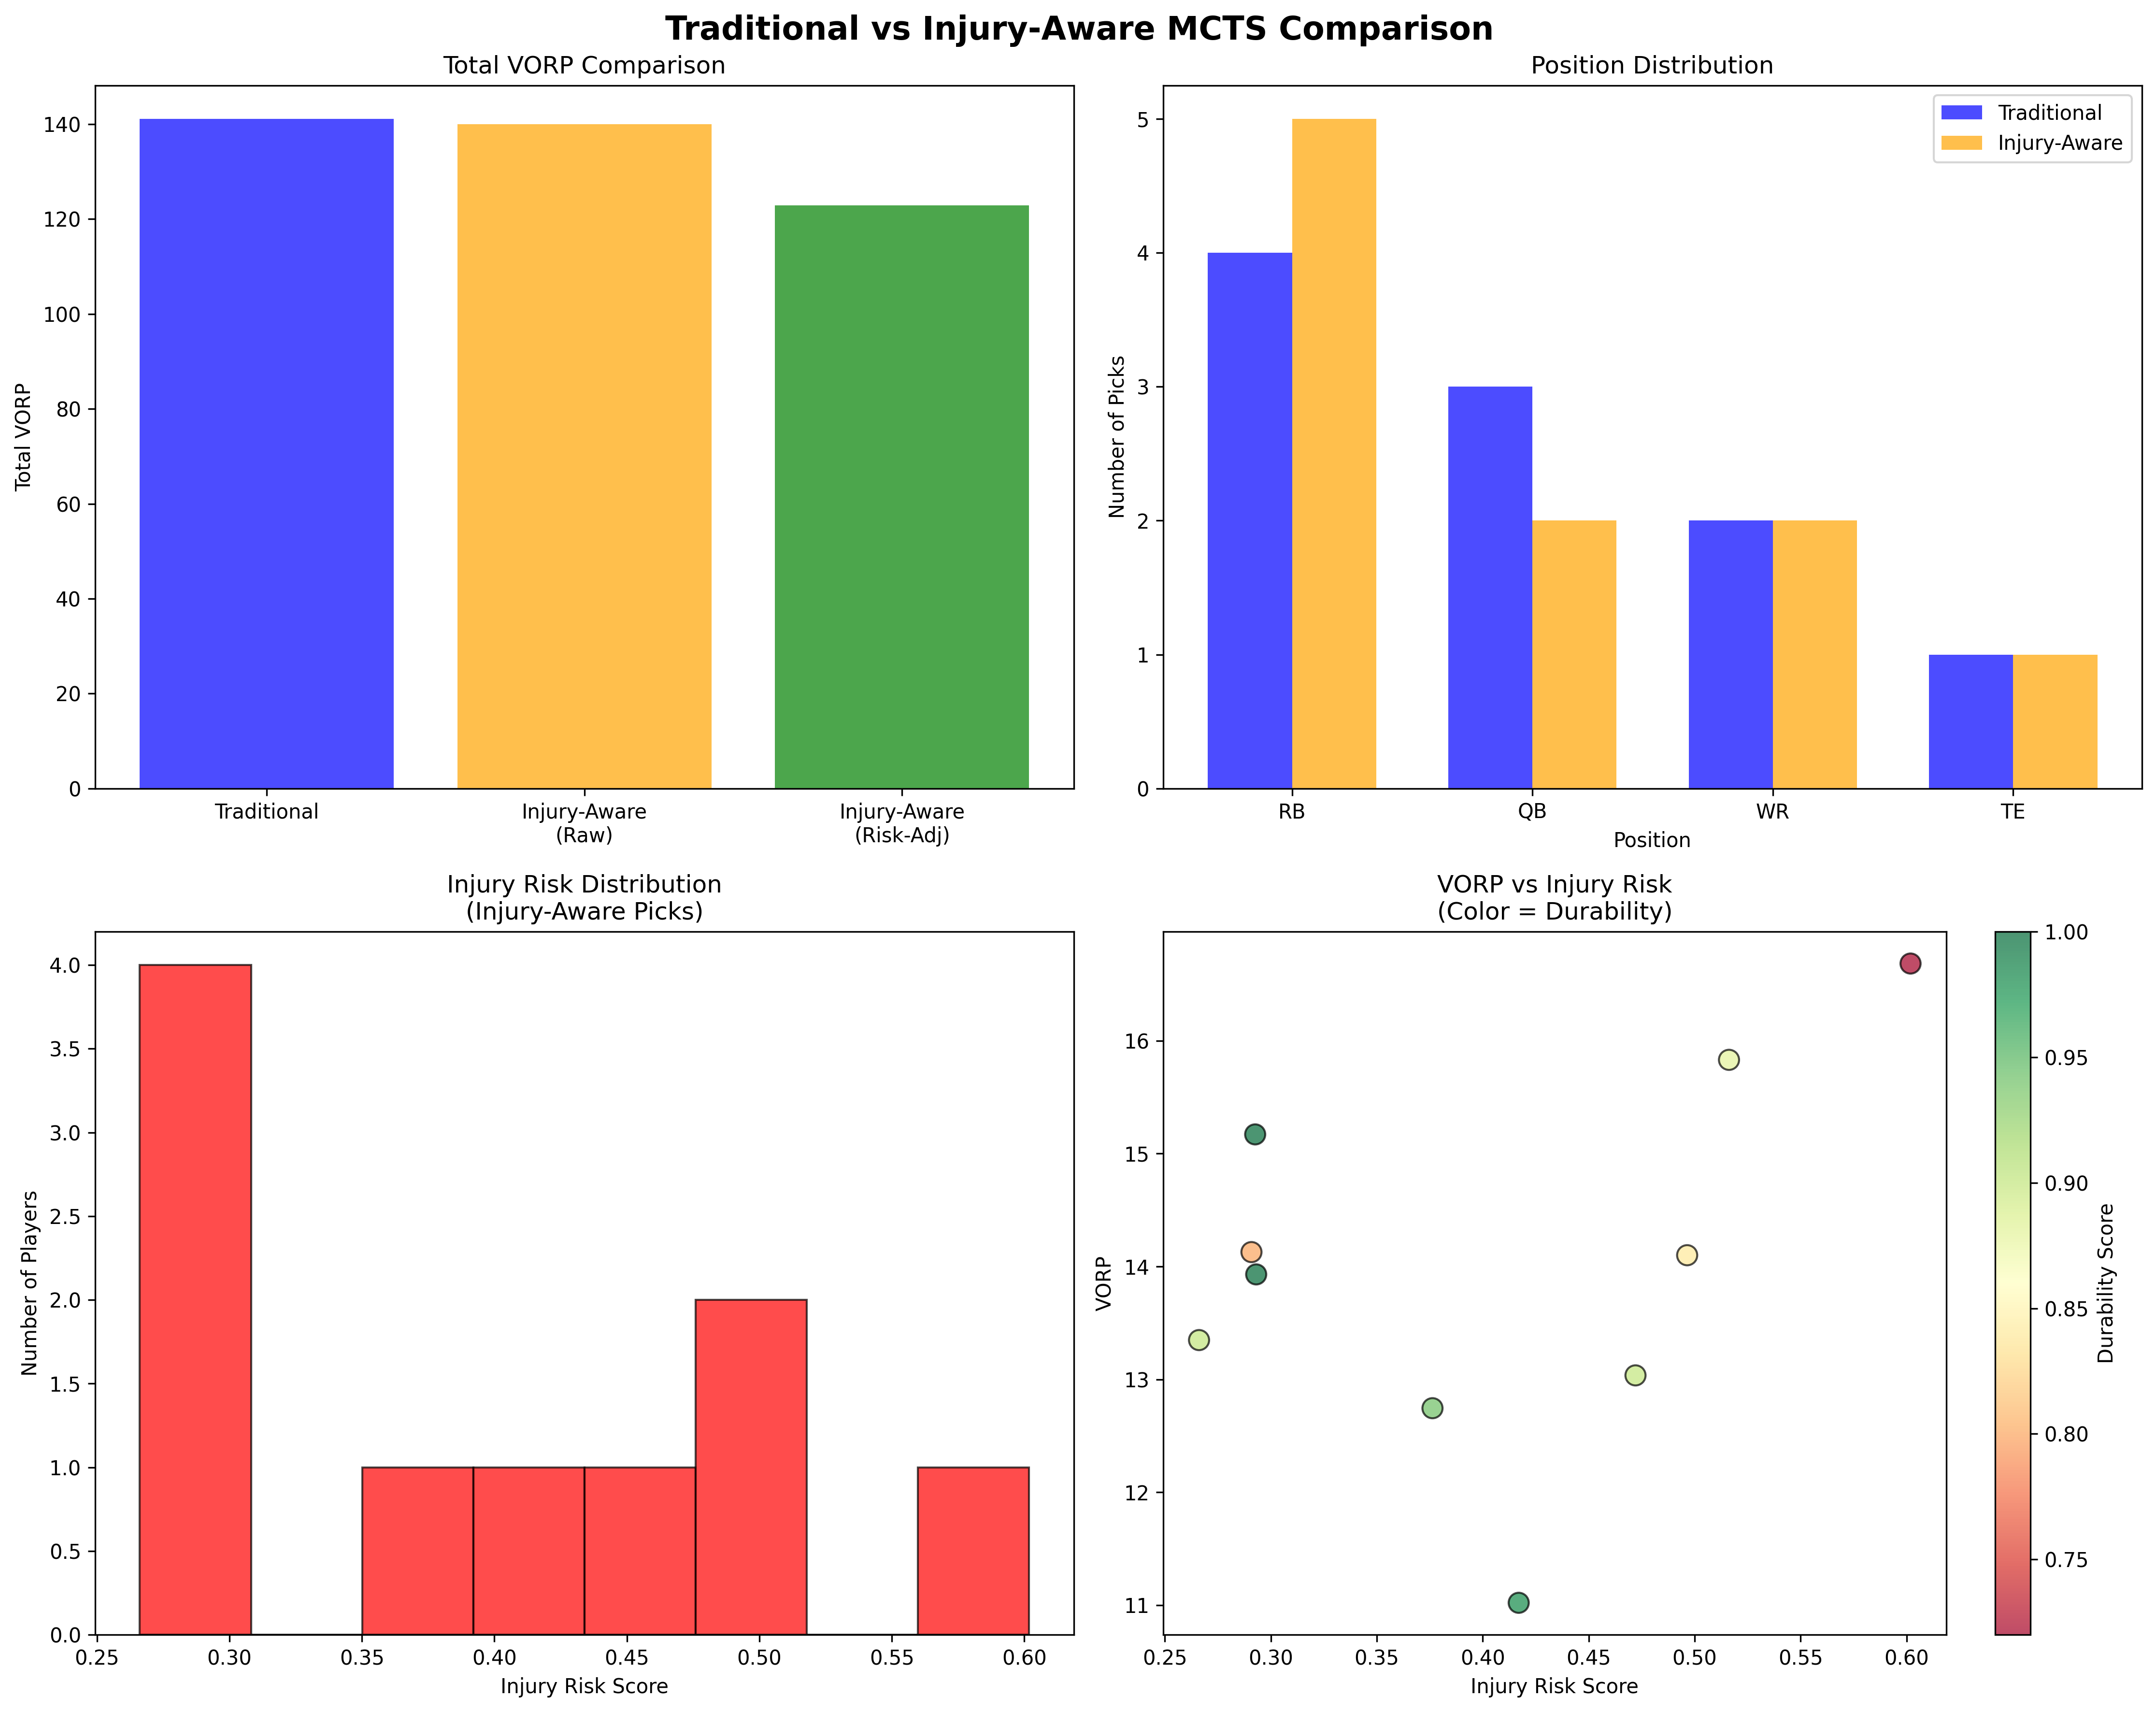 Traditional vs Injury-Aware MCTS Comparison
Total VORP Comparison
Total VORP
140
120
100
80
60
40
20
0
Traditional
Injury-Aware
(Raw)
Injury-Aware
(Risk-Adj)
Position Distribution
Traditional
Injury-Aware
Number of Picks
5
4
3
2
1
0
RB
QB
WR
TE
Position
Injury Risk Distribution
(Injury-Aware Picks)
Number of Players
4.0
3.5
3.0
2.5
2.0
1.5
1.0
0.5
0.0
0.25
0.30
0.35
0.40
0.45
0.50
0.55
0.60
Injury Risk Score
VORP vs Injury Risk
(Color = Durability)
VORP
16
15
14
13
12
11
0.25
0.30
0.35
0.40
0.45
0.50
0.55
0.60
Injury Risk Score
1.00
0.95
0.90
0.85
0.80
0.75
Durability Score